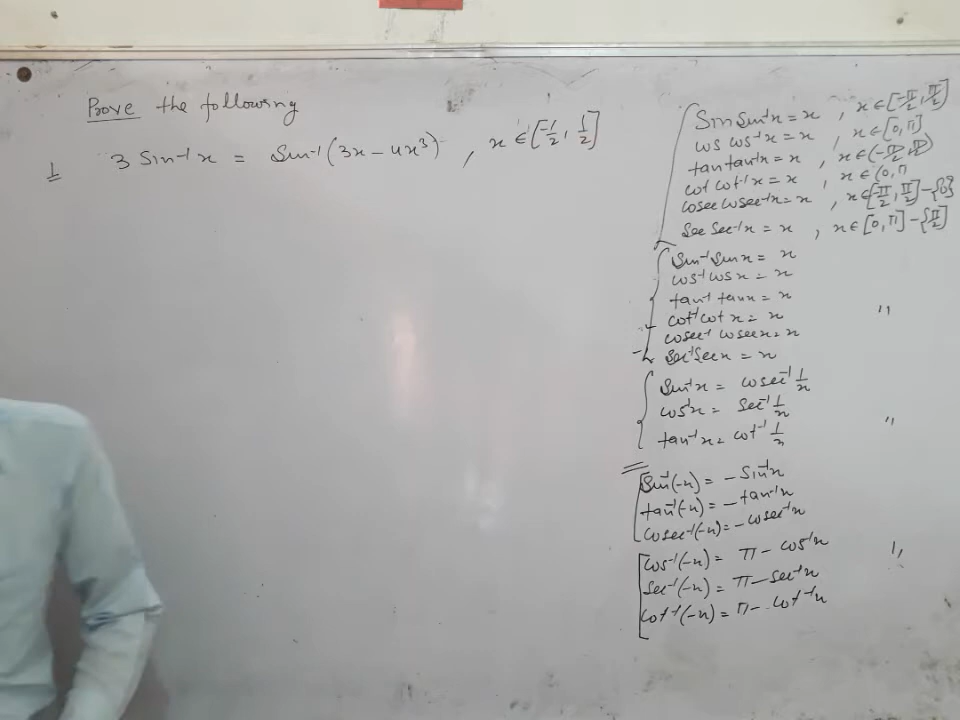 Prove the following
1 3 Sin⁻¹x = Sin⁻¹(3x – 4x³) , x ∈ [-1/2, 1/2]
Sin Sin⁻¹x = x , x ∈ [-π/2, π/2]
cos cos⁻¹x = x , x ∈ [0, π]
tan tan⁻¹x = x , x ∈ (-π/2, π/2)
cot cot⁻¹x = x , x ∈ (0, π
cosec cosec⁻¹x = x , x ∈ [-π/2, π/2] – {0}
Sec Sec⁻¹x = x , x ∈ [0, π] – {π/2}
Sin⁻¹ Sin x = x
cos⁻¹ cos x = x
tan⁻¹ tan x = x
cot⁻¹ cot x = x ,,
cosec⁻¹ cosec x = x
Sec⁻¹ Sec x = x
Sin⁻¹x = cosec⁻¹ 1/x
cos⁻¹x = Sec⁻¹ 1/x
tan⁻¹x = cot⁻¹ 1/x ,,
Sin⁻¹(-x) = – Sin⁻¹x
tan⁻¹(-x) = – tan⁻¹x
cosec⁻¹(-x) = – cosec⁻¹x
cos⁻¹(-x) = π – cos⁻¹x ,,
Sec⁻¹(-x) = π – Sec⁻¹x
cot⁻¹(-x) = π – cot⁻¹x